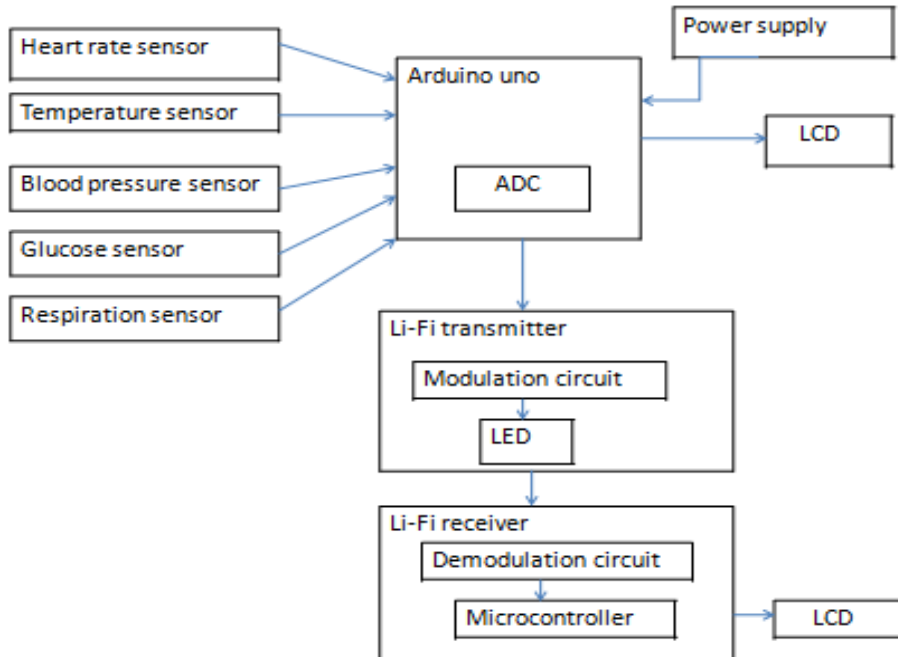 Heart rate sensor
Temperature sensor
Blood pressure sensor
Glucose sensor
Respiration sensor
Arduino uno
ADC
Power supply
LCD
Li-Fi transmitter
Modulation circuit
LED
Li-Fi receiver
Demodulation circuit
Microcontroller
LCD